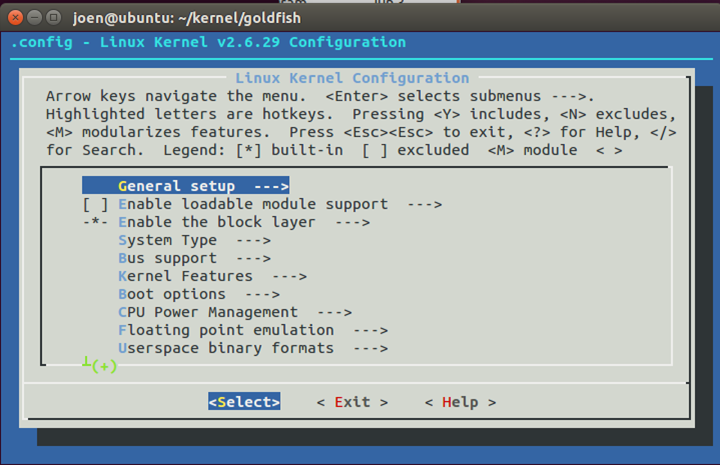 joen@ubuntu: ~/kernel/goldfish
.config - Linux Kernel v2.6.29 Configuration
Linux Kernel Configuration
Arrow keys navigate the menu.  <Enter> selects submenus --->.
Highlighted letters are hotkeys.  Pressing <Y> includes, <N> excludes,
<M> modularizes features.  Press <Esc><Esc> to exit, <?> for Help, </>
for Search.  Legend: [*] built-in  [ ] excluded  <M> module  < >
General setup  --->
[ ] Enable loadable module support  --->
-*- Enable the block layer  --->
System Type  --->
Bus support  --->
Kernel Features  --->
Boot options  --->
CPU Power Management  --->
Floating point emulation  --->
Userspace binary formats  --->
(+)
<Select>    < Exit >    < Help >